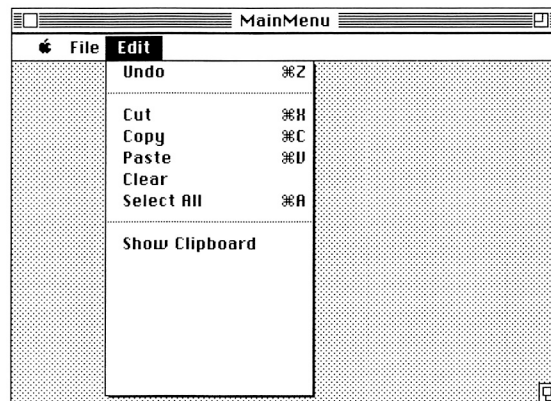 MainMenu
File Edit
Undo ⌘Z
Cut ⌘X
Copy ⌘C
Paste ⌘V
Clear
Select All ⌘A
Show Clipboard